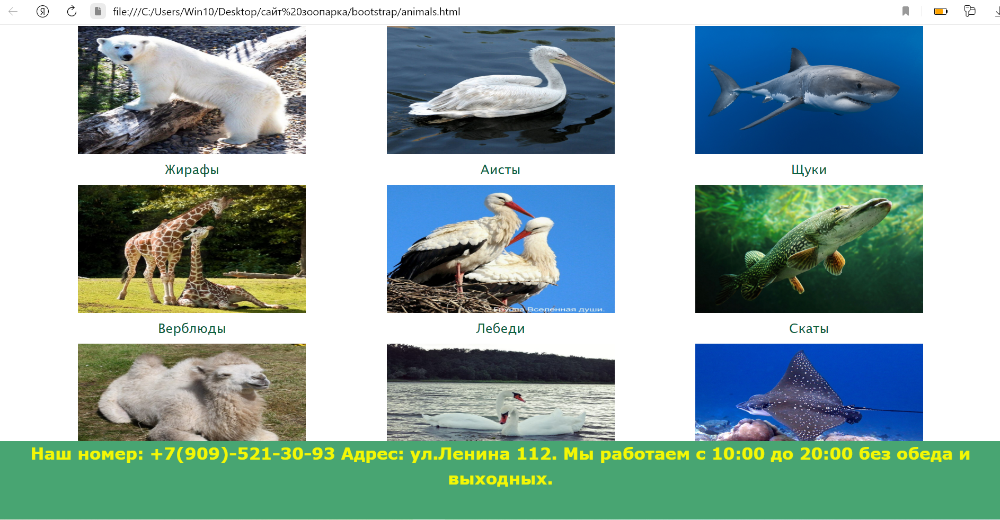 file:///C:/Users/Win10/Desktop/сайт%20зоопарка/bootstrap/animals.html
Жирафы
Аисты
Щуки
Группа Вселенная души.
Верблюды
Лебеди
Скаты
Наш номер: +7(909)-521-30-93 Адрес: ул.Ленина 112. Мы работаем с 10:00 до 20:00 без обеда и
выходных.